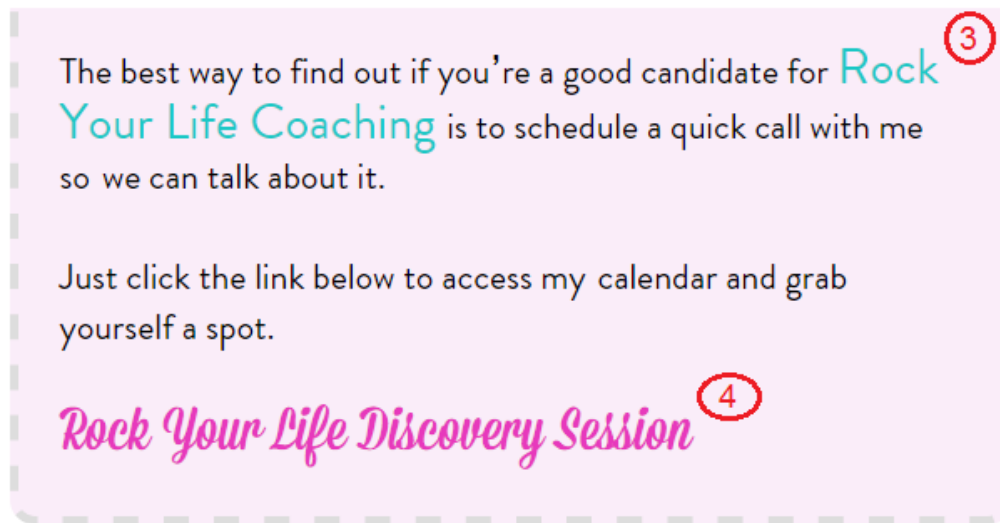 3
The best way to find out if you're a good candidate for Rock
Your Life Coaching is to schedule a quick call with me
so we can talk about it.
Just click the link below to access my calendar and grab
yourself a spot.
4
Rock Your Life Discovery Session